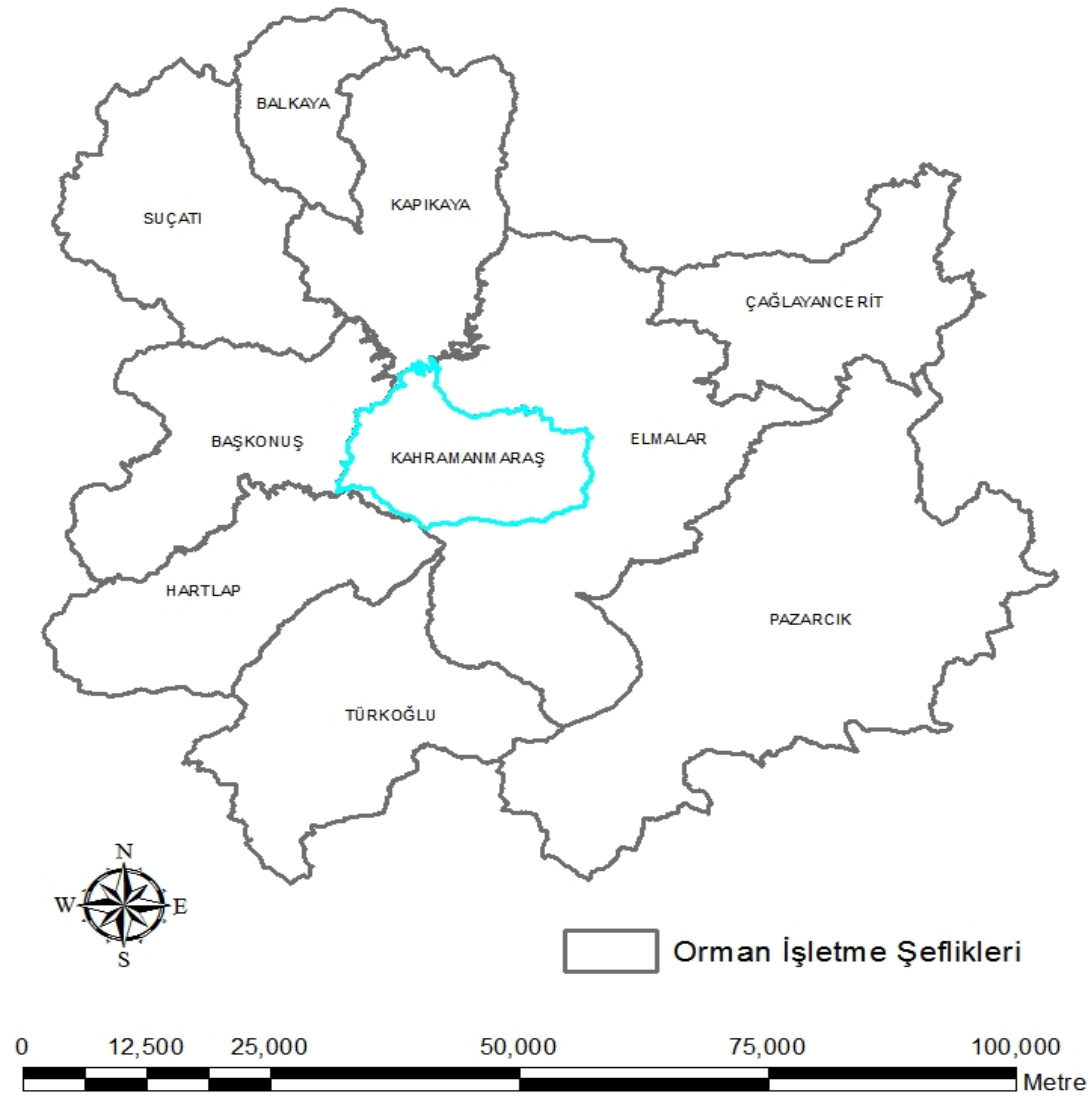 BALKAYA
KAPIKAYA
SUÇATI
ÇAĞLAYANCERİT
BAŞKONUŞ
KAHRAMANMARAŞ
ELMALAR
HARTLAP
PAZARCIK
TÜRKOĞLU
N
W E
S
Orman İşletme Şeflikleri
0 12,500 25,000 50,000 75,000 100,000
Metre